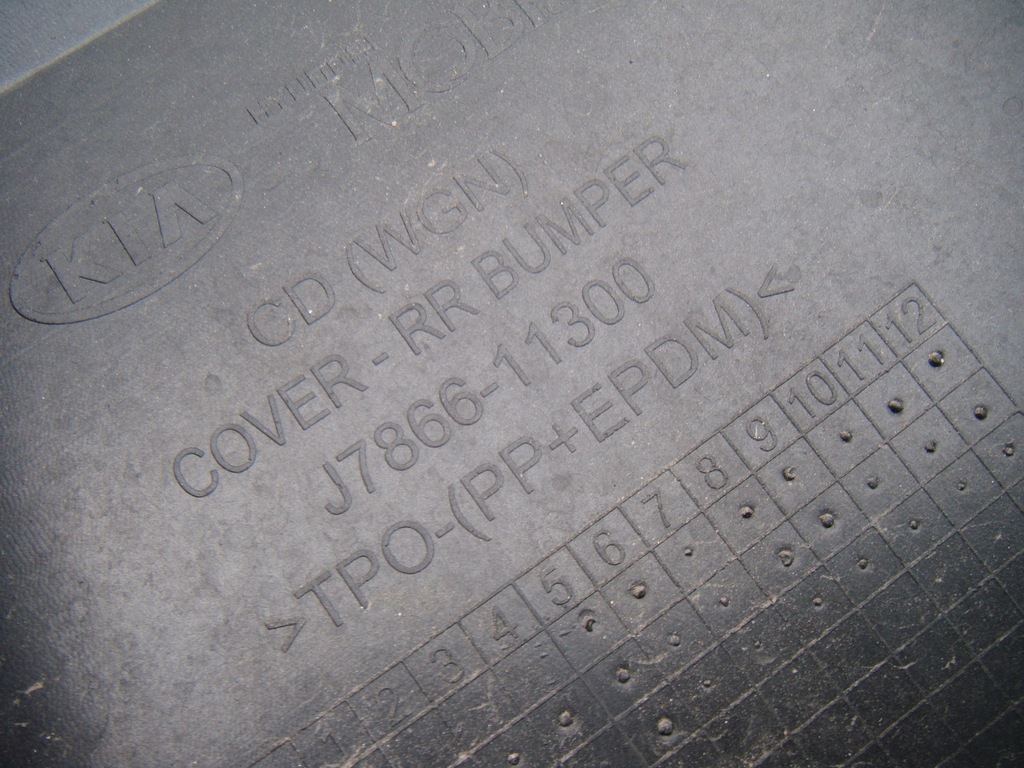 HYUNDAI
MOBI
KIA
CD (WGN)
COVER - RR BUMPER
J7866-11300
>TPO-(PP+EPDM)<
1 2 3 4 5 6 7 8 9 10 11 12